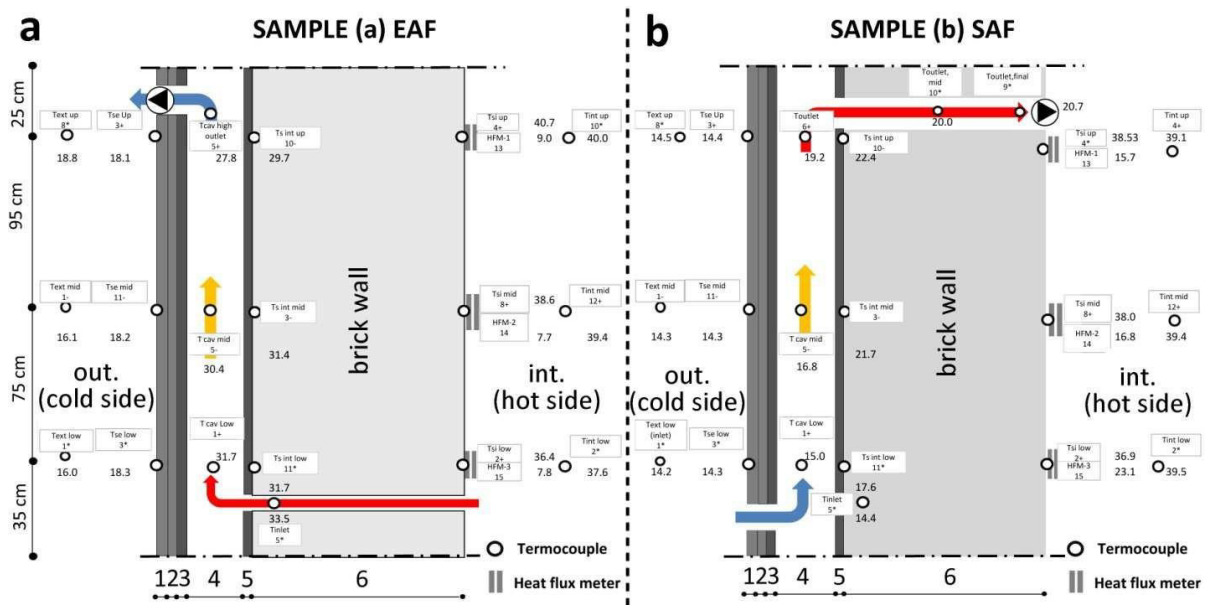 a
SAMPLE (a) EAF
25 cm
95 cm
75 cm
35 cm
Text up
8*
18.8
Tse Up
3+
18.1
Tcav high
outlet
5+
27.8
Ts int up
10-
29.7
Tsi up
4+
40.7
HFM-1
13
9.0
Tint up
10*
40.0
Text mid
1-
16.1
Tse mid
11-
18.2
T cav mid
5-
30.4
Ts int mid
3-
31.4
brick wall
Tsi mid
8+
38.6
HFM-2
14
7.7
Tint mid
12+
39.4
out.
(cold side)
int.
(hot side)
Text low
1*
16.0
Tse low
3*
18.3
T cav Low
1+
31.7
Ts int low
11*
31.7
Tsi low
2+
36.4
HFM-3
15
7.8
Tint low
2*
37.6
33.5
Tinlet
5*
Termocouple
Heat flux meter
123 4 5 6
b
SAMPLE (b) SAF
Toutlet,
mid
10*
20.0
Toutlet,final
9*
20.7
Text up
8*
14.5
Tse Up
3+
14.4
Toutlet
6+
19.2
Ts int up
10-
22.4
Tsi up
4*
38.53
HFM-1
13
15.7
Tint up
4+
39.1
Text mid
1-
14.3
Tse mid
11-
14.3
T cav mid
5-
16.8
Ts int mid
3-
21.7
brick wall
Tsi mid
8+
38.0
HFM-2
14
16.8
Tint mid
12+
39.4
out.
(cold side)
int.
(hot side)
Text low
(inlet)
1*
14.2
Tse low
3*
14.3
T cav Low
1+
15.0
Ts int low
11*
17.6
Tsi low
2+
36.9
HFM-3
15
23.1
Tint low
2*
39.5
Tinlet
5*
14.4
Termocouple
Heat flux meter
123 4 5 6